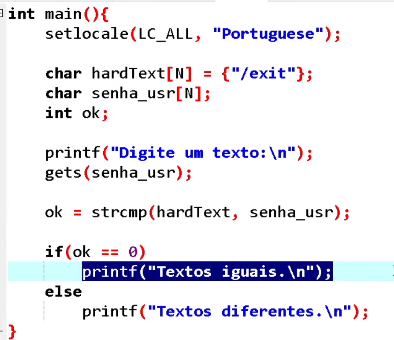 int main(){
setlocale(LC_ALL, "Portuguese");
char hardText[N] = {"/exit"};
char senha_usr[N];
int ok;
printf("Digite um texto:\n");
gets(senha_usr);
ok = strcmp(hardText, senha_usr);
if(ok == 0)
printf("Textos iguais.\n");
else
printf("Textos diferentes.\n");
}